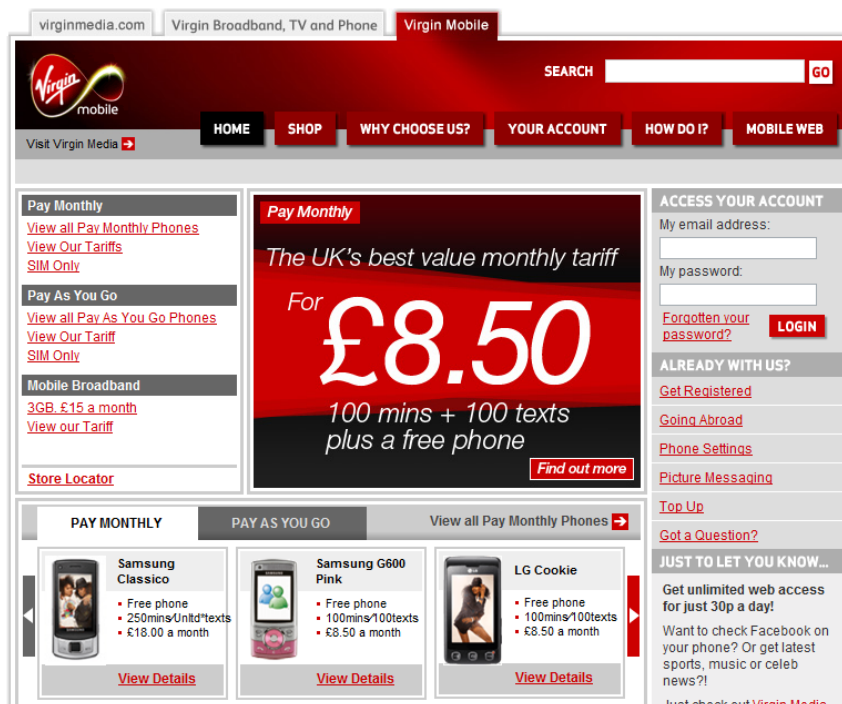 virginmedia.com
Virgin Broadband, TV and Phone
Virgin Mobile
Virgin
mobile
SEARCH
GO
HOME
SHOP
WHY CHOOSE US?
YOUR ACCOUNT
HOW DO I?
MOBILE WEB
Visit Virgin Media
Pay Monthly
View all Pay Monthly Phones
View Our Tariffs
SIM Only
Pay As You Go
View all Pay As You Go Phones
View Our Tariff
SIM Only
Mobile Broadband
3GB. £15 a month
View our Tariff
Store Locator
Pay Monthly
The UK's best value monthly tariff
For
£8.50
100 mins + 100 texts
plus a free phone
Find out more
ACCESS YOUR ACCOUNT
My email address:
My password:
Forgotten your
password?
LOGIN
ALREADY WITH US?
Get Registered
Going Abroad
Phone Settings
Picture Messaging
Top Up
Got a Question?
JUST TO LET YOU KNOW...
Get unlimited web access
for just 30p a day!
Want to check Facebook on
your phone? Or get latest
sports, music or celeb
news?!
Just check out Virgin Media
PAY MONTHLY
PAY AS YOU GO
View all Pay Monthly Phones
Samsung
Classico
Free phone
250mins/Unltd*texts
£18.00 a month
View Details
Samsung G600
Pink
Free phone
100mins/100texts
£8.50 a month
View Details
LG Cookie
Free phone
100mins/100texts
£8.50 a month
View Details